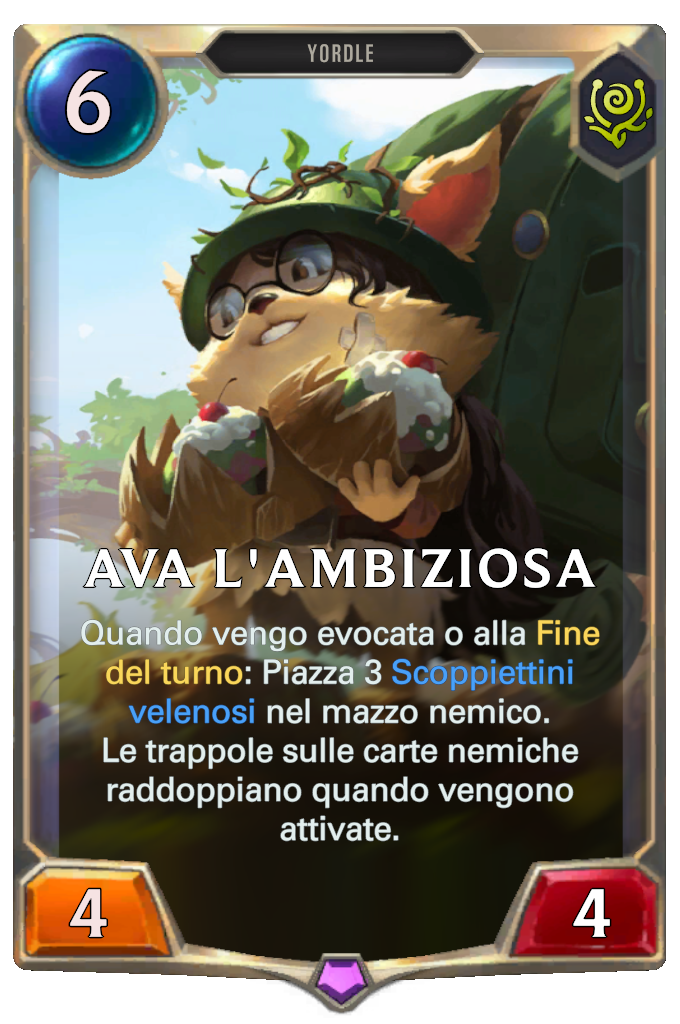 YORDLE
6
AVA L'AMBIZIOSA
Quando vengo evocata o alla Fine
del turno: Piazza 3 Scoppiettini
velenosi nel mazzo nemico.
Le trappole sulle carte nemiche
raddoppiano quando vengono
attivate.
4
4